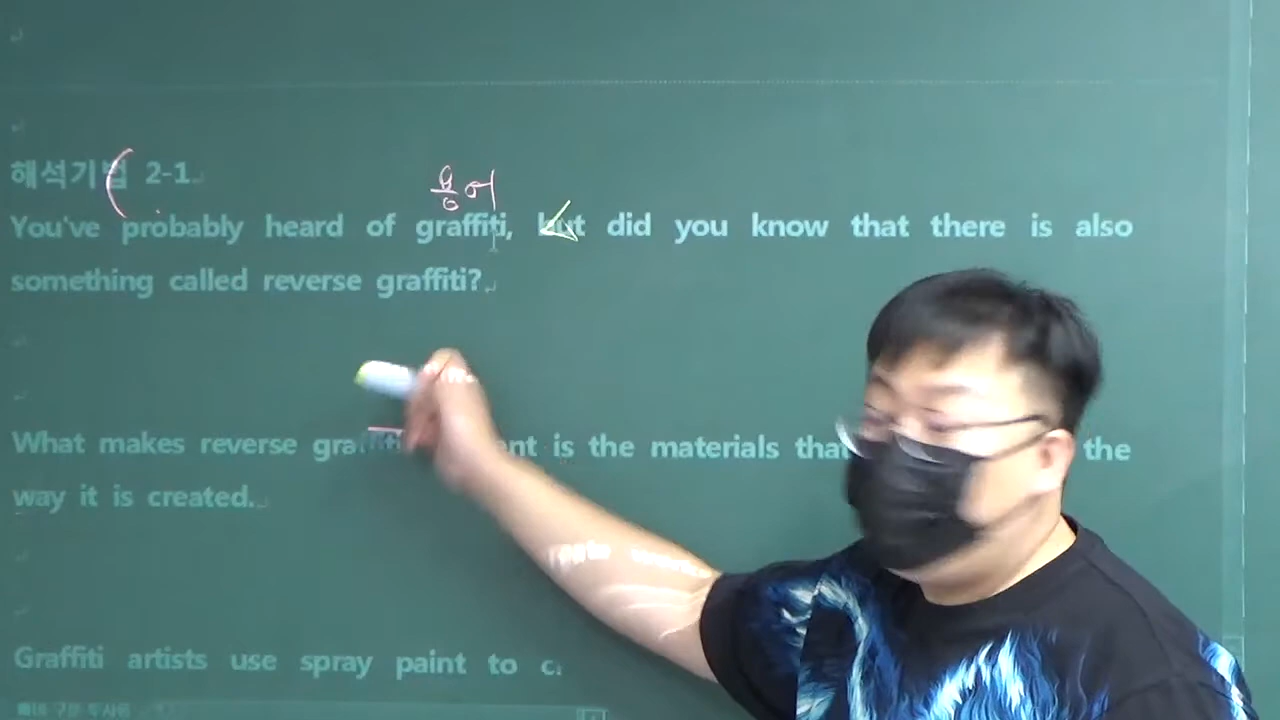 해석기법 2-1
용어
You've probably heard of graffiti, but did you know that there is also
something called reverse graffiti?
What makes reverse graffiti is the materials the
way it is created.
Graffiti artists use spray paint to